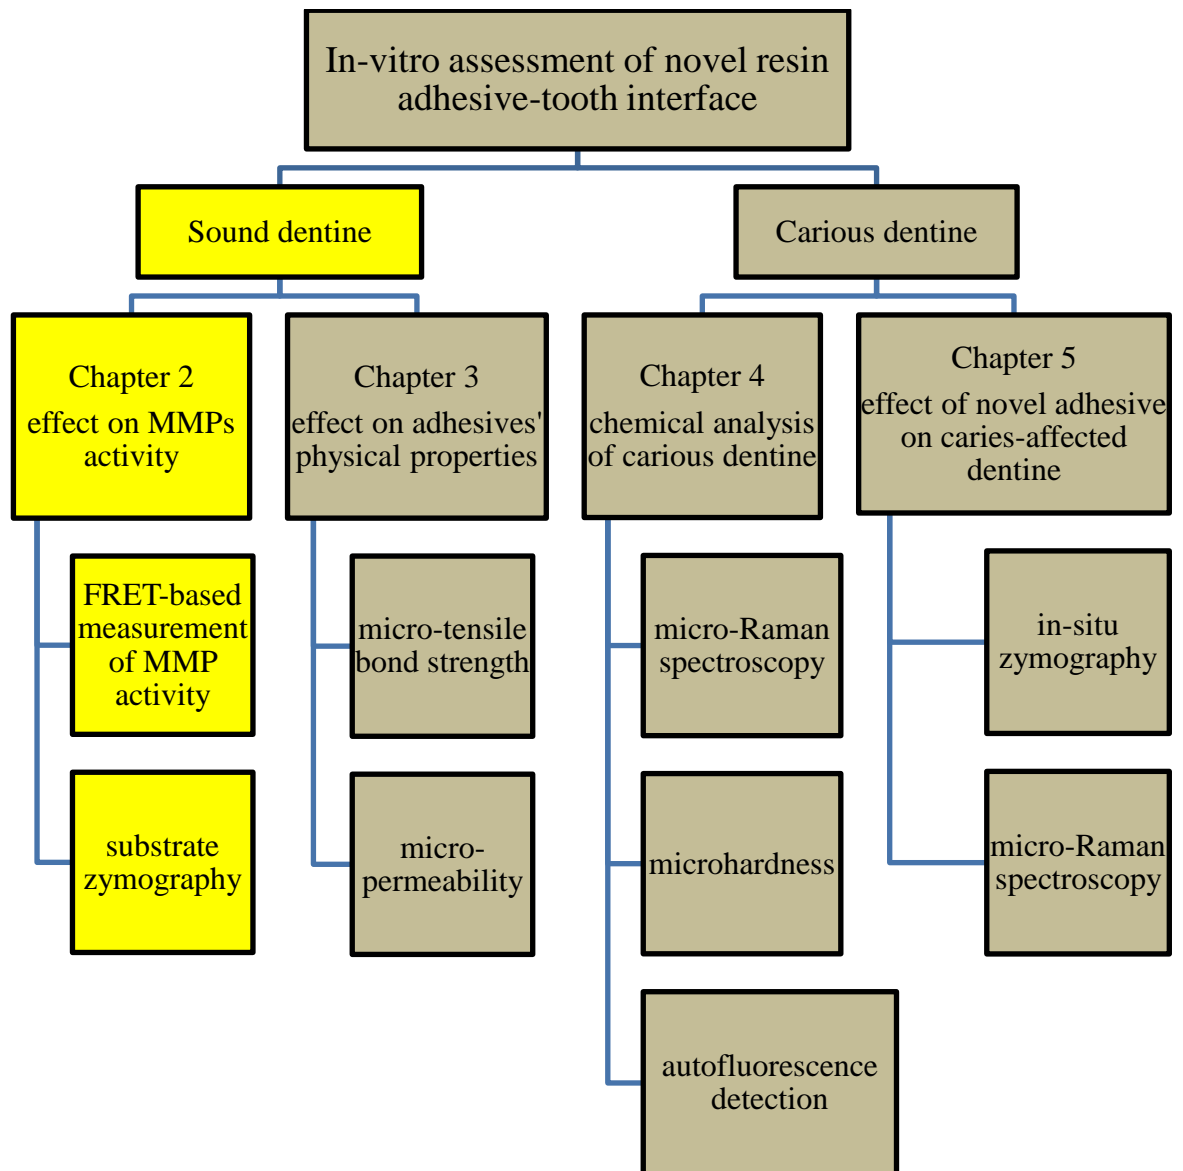 In-vitro assessment of novel resin
adhesive-tooth interface
Sound dentine
Carious dentine
Chapter 2
effect on MMPs
activity
Chapter 3
effect on adhesives'
physical properties
Chapter 4
chemical analysis
of carious dentine
Chapter 5
effect of novel adhesive
on caries-affected
dentine
FRET-based
measurement
of MMP
activity
substrate
zymography
micro-tensile
bond strength
micro-
permeability
micro-Raman
spectroscopy
microhardness
autofluorescence
detection
in-situ
zymography
micro-Raman
spectroscopy